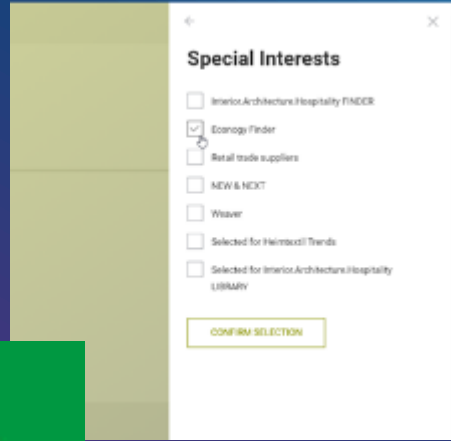 Special Interests
Interior.Architecture.Hospitality FINDER
Econogy Finder
Retail trade suppliers
NEW & NEXT
Weaver
Selected for Heimtextil Trends
Selected for Interior.Architecture.Hospitality
LIBRARY
CONFIRM SELECTION